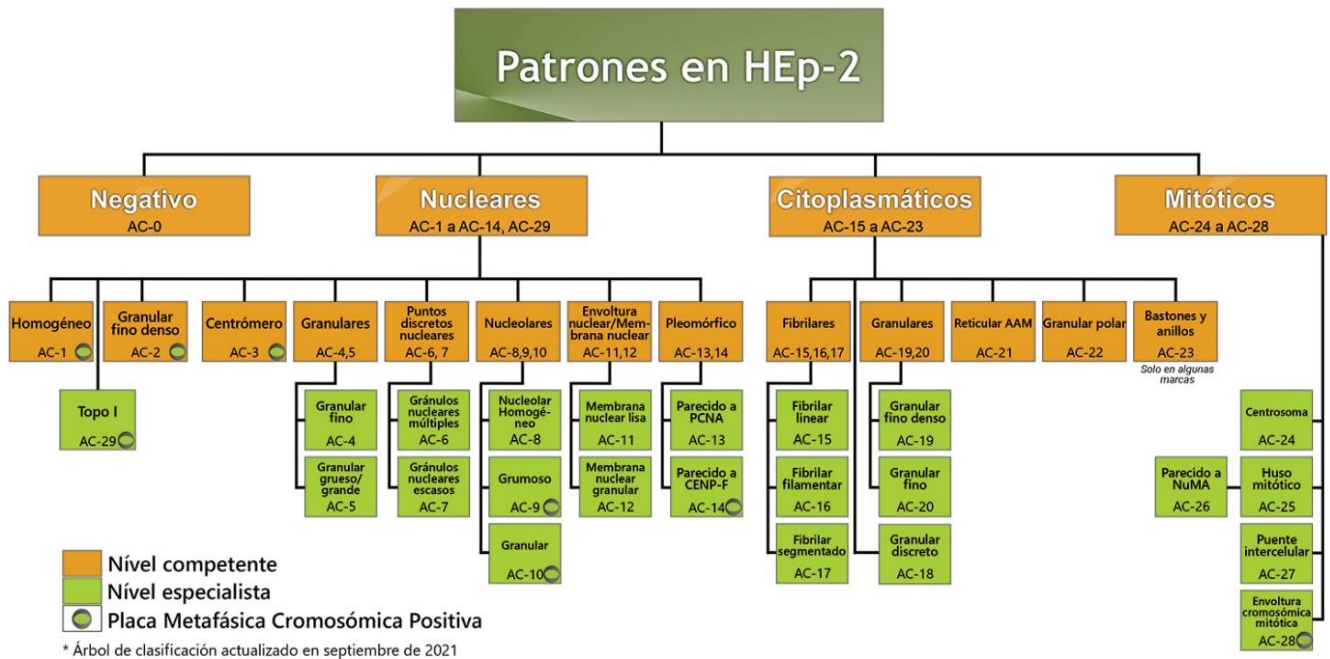 Patrones en HEp-2
Negativo
AC-0
Nucleares
AC-1 a AC-14, AC-29
Citoplasmáticos
AC-15 a AC-23
Mitóticos
AC-24 a AC-28
Homogéneo
AC-1
Granular
fino denso
AC-2
Centrómero
AC-3
Granulares
AC-4,5
Puntos
discretos
nucleares
AC-6, 7
Nucleolares
AC-8,9,10
Envoltura
nuclear/Mem-
brana nuclear
AC-11,12
Pleomórfico
AC-13,14
Fibrilares
AC-15,16,17
Granulares
AC-19,20
Reticular AAM
AC-21
Granular polar
AC-22
Bastones y
anillos
AC-23
Solo en algunas
marcas
Topo I
AC-29
Granular
fino
AC-4
Granular
grueso/
grande
AC-5
Gránulos
nucleares
múltiples
AC-6
Gránulos
nucleares
escasos
AC-7
Nucleolar
Homogé-
neo
AC-8
Grumoso
AC-9
Granular
AC-10
Membrana
nuclear lisa
AC-11
Membrana
nuclear
granular
AC-12
Parecido a
PCNA
AC-13
Parecido a
CENP-F
AC-14
Fibrilar
linear
AC-15
Fibrilar
filamentar
AC-16
Fibrilar
segmentado
AC-17
Granular
fino denso
AC-19
Granular
fino
AC-20
Granular
discreto
AC-18
Centrosoma
AC-24
Parecido a
NuMA
AC-26
Huso
mitótico
AC-25
Puente
intercelular
AC-27
Envoltura
cromosómica
mitótica
AC-28
Nível competente
Nível especialista
Placa Metafásica Cromosómica Positiva
* Árbol de clasificación actualizado en septiembre de 2021